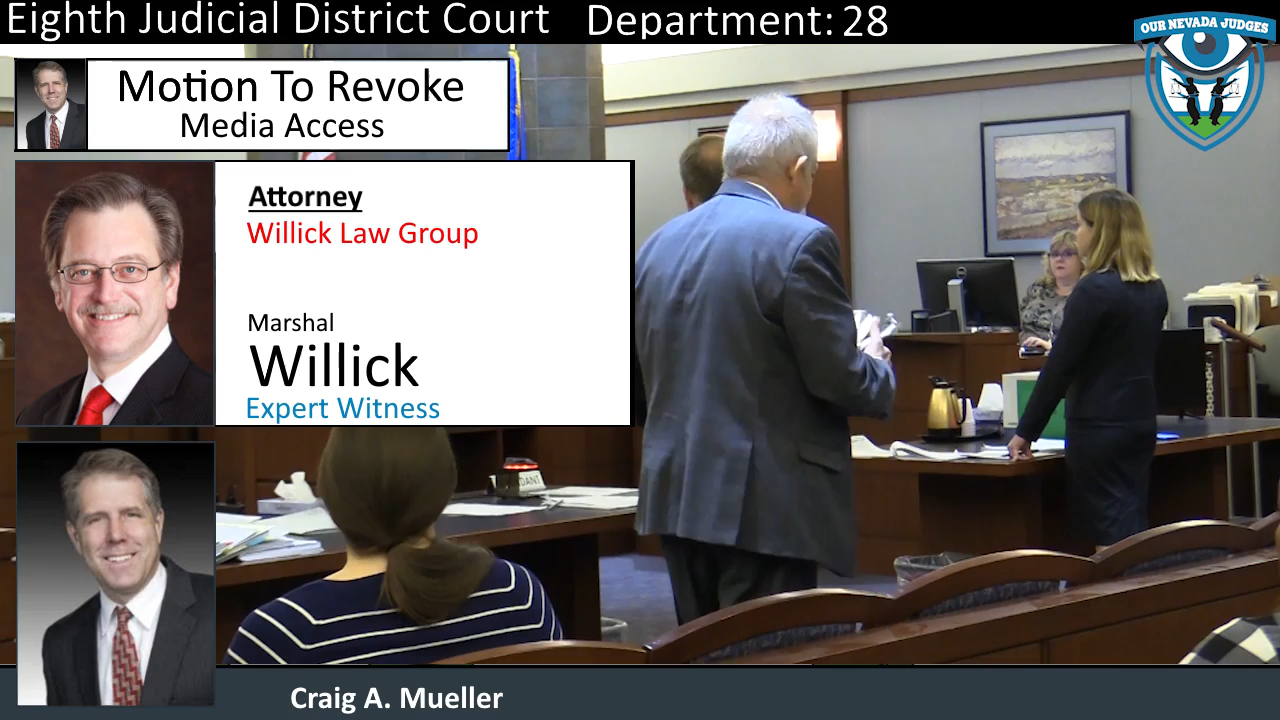 Eighth Judicial District Court Department: 28
OUR NEVADA JUDGES
Motion To Revoke
Media Access
Attorney
Willick Law Group
Marshal
Willick
Expert Witness
DANT
Craig A. Mueller